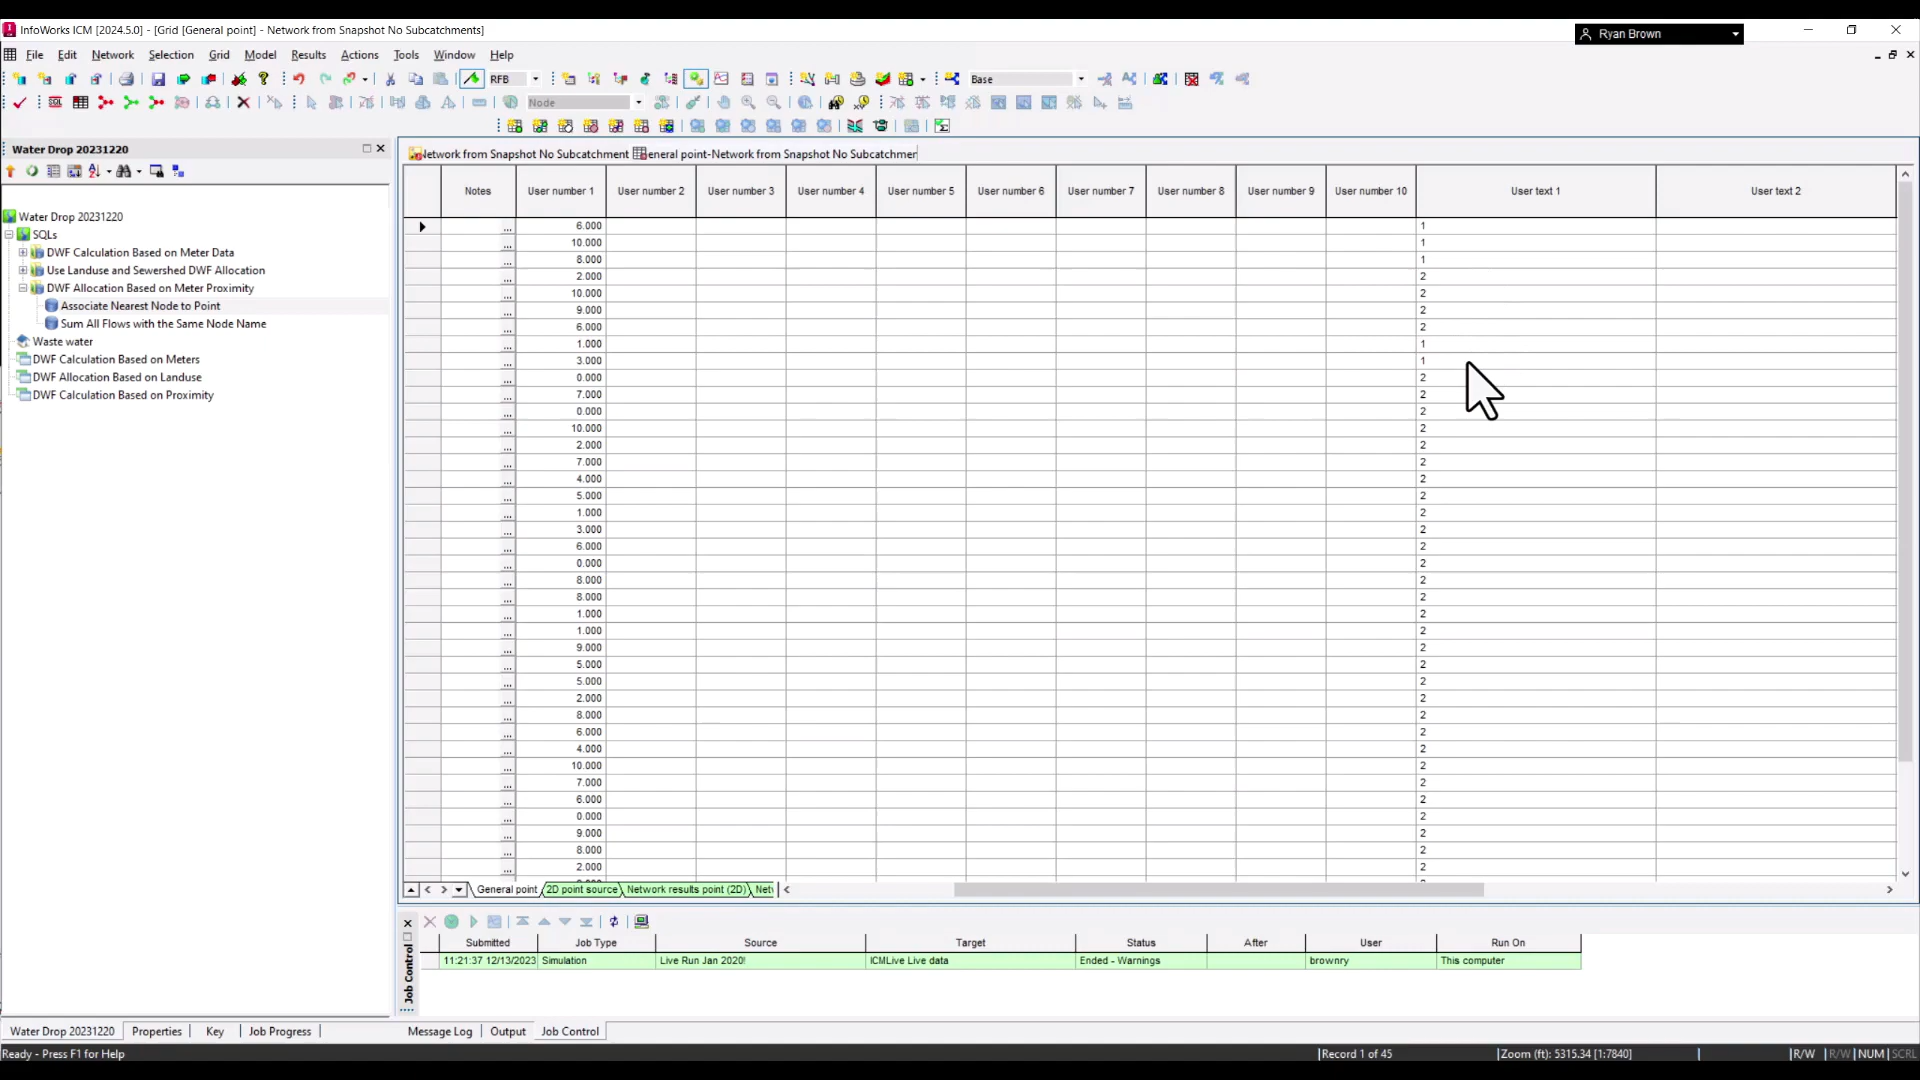 InfoWorks ICM [2024.5.0] - [Grid [General point] - Network from Snapshot No Subcatchments]
Ryan Brown
File Edit Network Selection Grid Model Results Actions Tools Window Help
RFB Base
Node
Water Drop 20231220
Network from Snapshot No Subcatchment General point-Network from Snapshot No Subcatchmer
Notes User number 1 User number 2 User number 3 User number 4 User number 5 User number 6 User number 7 User number 8 User number 9 User number 10 User text 1 User text 2
Water Drop 20231220
SQLs
DWF Calculation Based on Meter Data
Use Landuse and Sewershed DWF Allocation
DWF Allocation Based on Meter Proximity
Associate Nearest Node to Point
Sum All Flows with the Same Node Name
Waste water
DWF Calculation Based on Meters
DWF Allocation Based on Landuse
DWF Calculation Based on Proximity
... 6.000 1
... 10.000 1
... 8.000 1
... 2.000 2
... 10.000 2
... 9.000 2
... 6.000 2
... 1.000 1
... 3.000 1
... 0.000 2
... 7.000 2
... 0.000 2
... 10.000 2
... 2.000 2
... 7.000 2
... 4.000 2
... 5.000 2
... 1.000 2
... 3.000 2
... 6.000 2
... 0.000 2
... 8.000 2
... 8.000 2
... 1.000 2
... 1.000 2
... 9.000 2
... 5.000 2
... 5.000 2
... 2.000 2
... 8.000 2
... 6.000 2
... 4.000 2
... 10.000 2
... 7.000 2
... 6.000 2
... 0.000 2
... 9.000 2
... 8.000 2
... 2.000 2
General point 2D point source Network results point (2D) Net
Job Control
Submitted Job Type Source Target Status After User Run On
11:21:37 12/13/2023 Simulation Live Run Jan 2020! ICMLive Live data Ended - Warnings brownry This computer
Water Drop 20231220 Properties Key Job Progress Message Log Output Job Control
Ready - Press F1 for Help Record 1 of 45 Zoom (ft): 5315.34 [1:7840] R/W R/W NUM SCRL